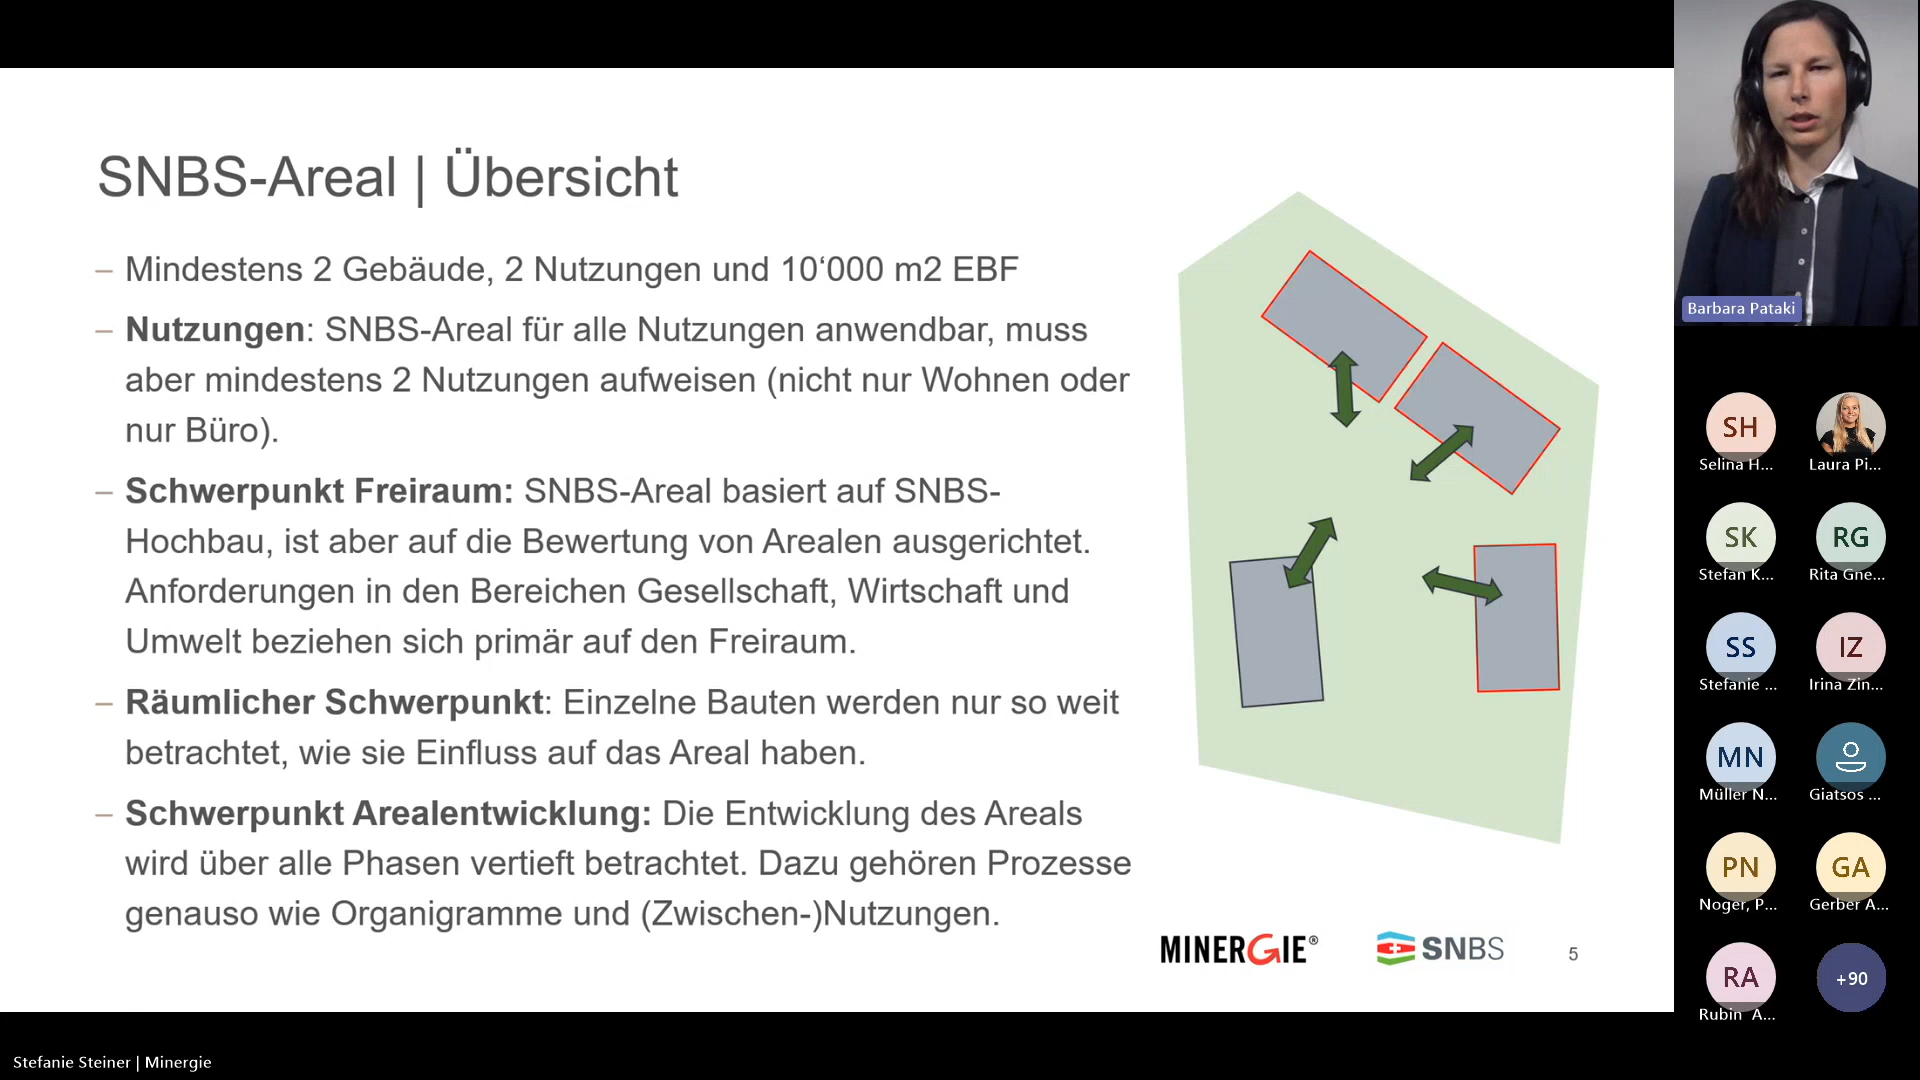 SNBS-Areal | Übersicht
– Mindestens 2 Gebäude, 2 Nutzungen und 10‘000 m2 EBF
– Nutzungen: SNBS-Areal für alle Nutzungen anwendbar, muss
aber mindestens 2 Nutzungen aufweisen (nicht nur Wohnen oder
nur Büro).
– Schwerpunkt Freiraum: SNBS-Areal basiert auf SNBS-
Hochbau, ist aber auf die Bewertung von Arealen ausgerichtet.
Anforderungen in den Bereichen Gesellschaft, Wirtschaft und
Umwelt beziehen sich primär auf den Freiraum.
– Räumlicher Schwerpunkt: Einzelne Bauten werden nur so weit
betrachtet, wie sie Einfluss auf das Areal haben.
– Schwerpunkt Arealentwicklung: Die Entwicklung des Areals
wird über alle Phasen vertieft betrachtet. Dazu gehören Prozesse
genauso wie Organigramme und (Zwischen-)Nutzungen.
MINERGIE®
SNBS
5
Barbara Pataki
SH
Selina H...
Laura Pi...
SK
Stefan K...
RG
Rita Gne...
SS
Stefanie ...
IZ
Irina Zin...
MN
Müller N...
Giatsos ...
PN
Noger, P...
GA
Gerber A...
RA
Rubin A...
+90
Stefanie Steiner | Minergie